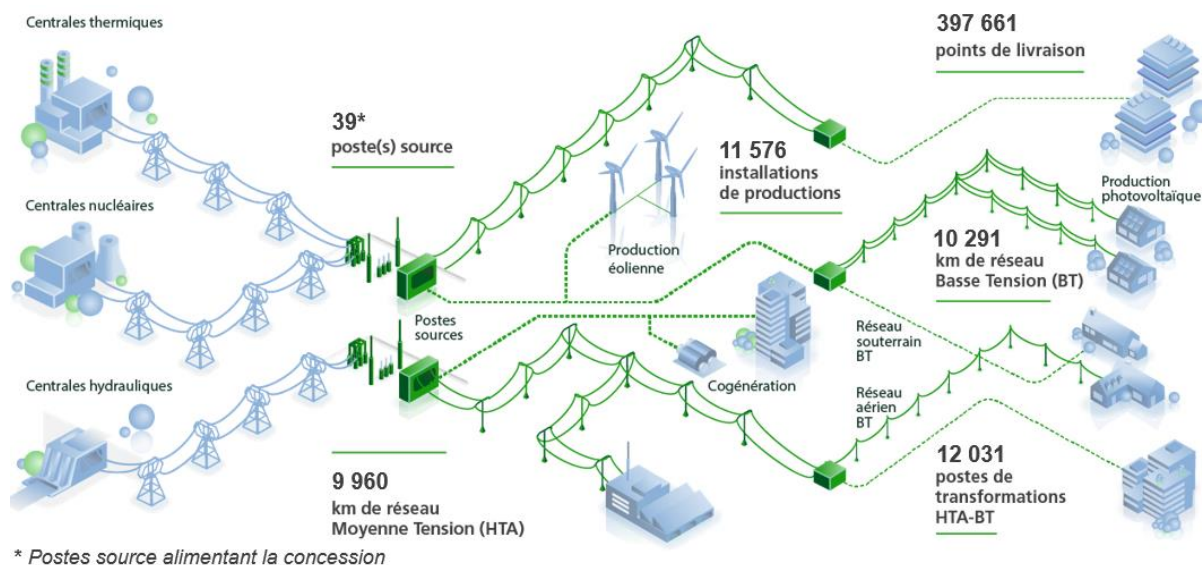 Centrales thermiques
397 661
points de livraison
39*
poste(s) source
11 576
installations
de productions
Production
photovoltaïque
Centrales nucléaires
Production
éolienne
10 291
km de réseau
Basse Tension (BT)
Postes
sources
Réseau
souterrain
BT
Centrales hydrauliques
Cogénération
Réseau
aérien
BT
9 960
km de réseau
Moyenne Tension (HTA)
12 031
postes de
transformations
HTA-BT
* Postes source alimentant la concession